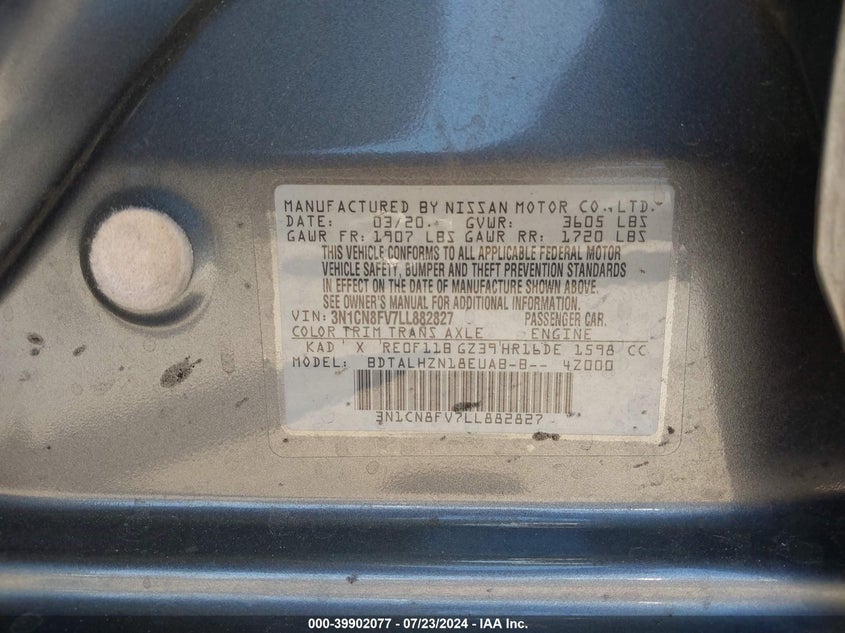 MANUFACTURED BY NISSAN MOTOR CO.,LTD.
DATE: 03/20 GVWR: 3605 LBS
GAWR FR: 1907 LBS GAWR RR: 1720 LBS
THIS VEHICLE CONFORMS TO ALL APPLICABLE FEDERAL MOTOR
VEHICLE SAFETY, BUMPER AND THEFT PREVENTION STANDARDS
IN EFFECT ON THE DATE OF MANUFACTURE SHOWN ABOVE.
SEE OWNER'S MANUAL FOR ADDITIONAL INFORMATION.
VIN: 3N1CN8FV7LL882827 PASSENGER CAR.
COLOR TRIM TRANS AXLE ENGINE
KAD X RE0F11B GZ39 HR16DE 1598 CC
MODEL: BDTALHZN18EUAB-B-- 4Z000
3N1CN8FV7LL882827
000-39902077 - 07/23/2024 - IAA Inc.